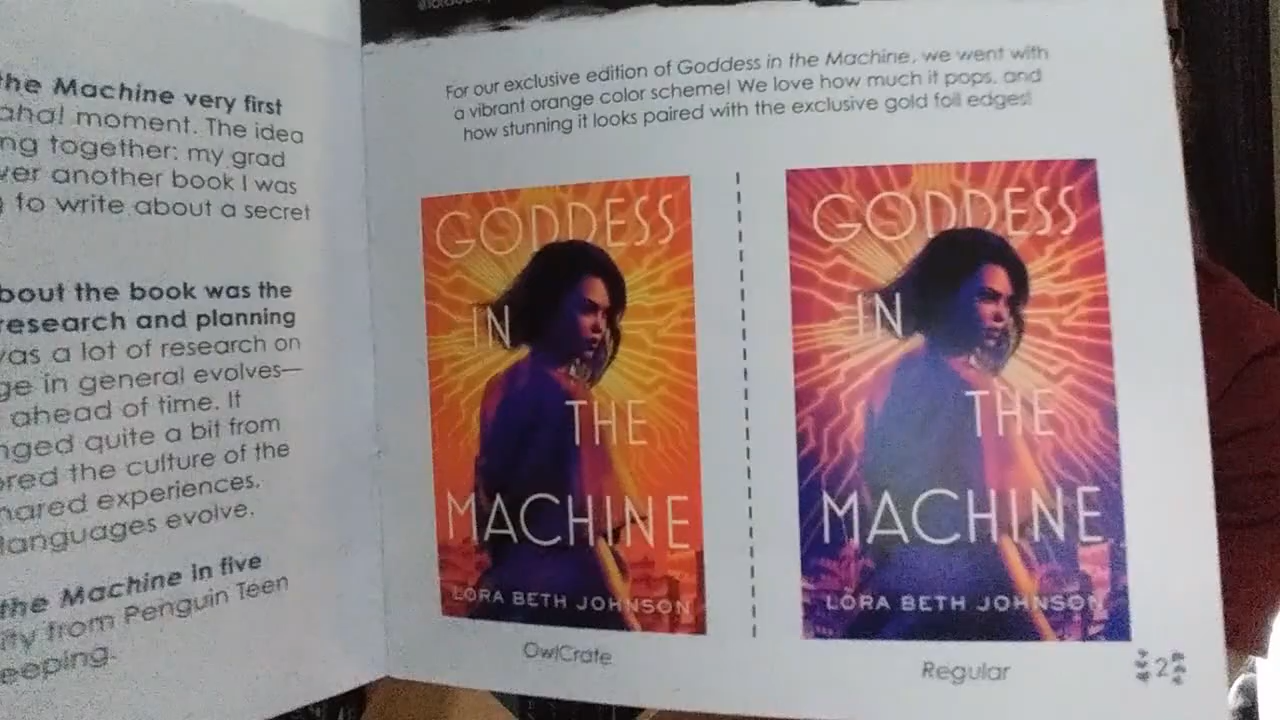 the Machine very first
aha! moment. The idea
ng together: my grad
ver another book I was
to write about a secret
bout the book was the
research and planning
was a lot of research on
ge in general evolves—
ahead of time. It
nged quite a bit from
ored the culture of the
hared experiences.
languages evolve.
the Machine in five
ity from Penguin Teen
eeping.
For our exclusive edition of Goddess in the Machine, we went with
a vibrant orange color scheme! We love how much it pops, and
how stunning it looks paired with the exclusive gold foil edges!
GODDESS
IN
THE
MACHINE
LORA BETH JOHNSON
OwlCrate
GODDESS
IN
THE
MACHINE
LORA BETH JOHNSON
Regular
2